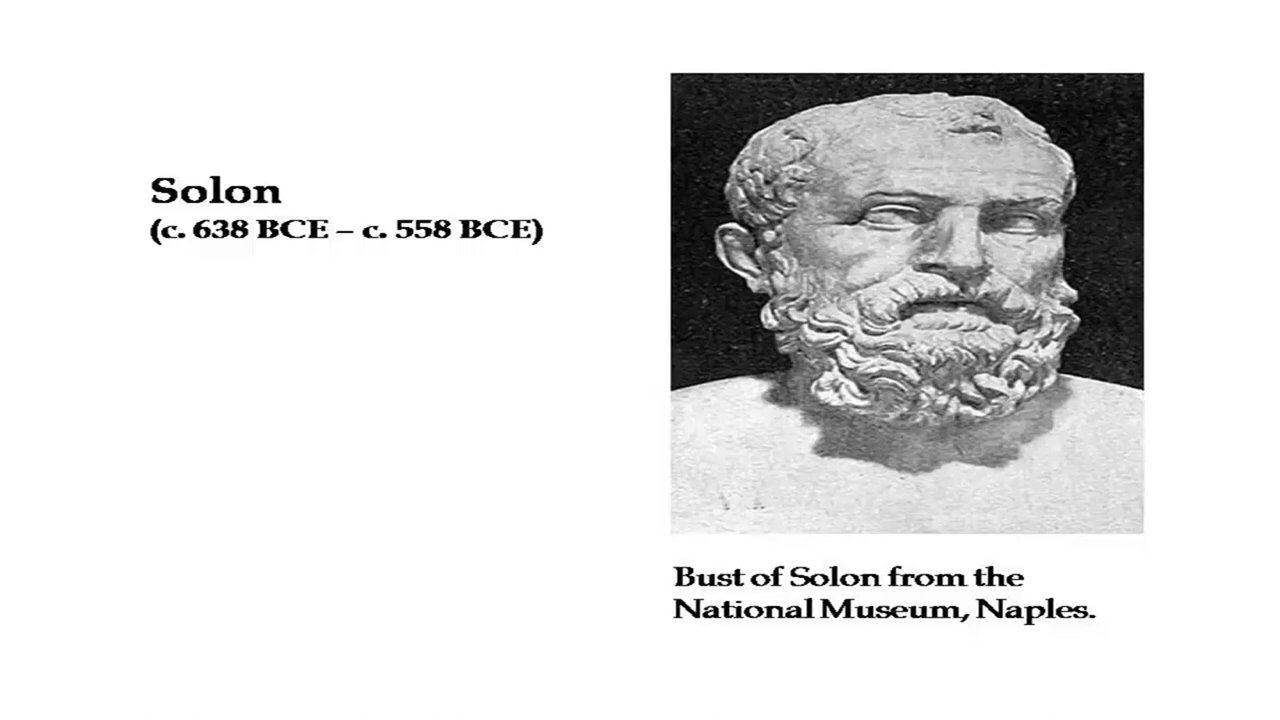 Solon
(c. 638 BCE – c. 558 BCE)
Bust of Solon from the
National Museum, Naples.